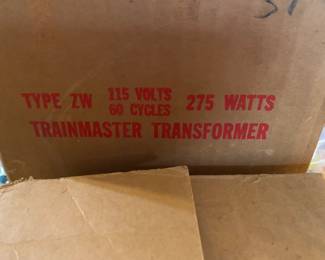 TYPE ZW 115 VOLTS 275 WATTS
60 CYCLES
TRAINMASTER TRANSFORMER